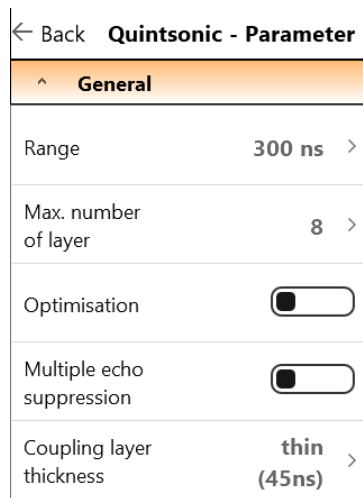 ← Back Quintsonic - Parameter
^ General
Range 300 ns >
Max. number
of layer 8 >
Optimisation
Multiple echo
suppression
Coupling layer thin
thickness (45ns) >